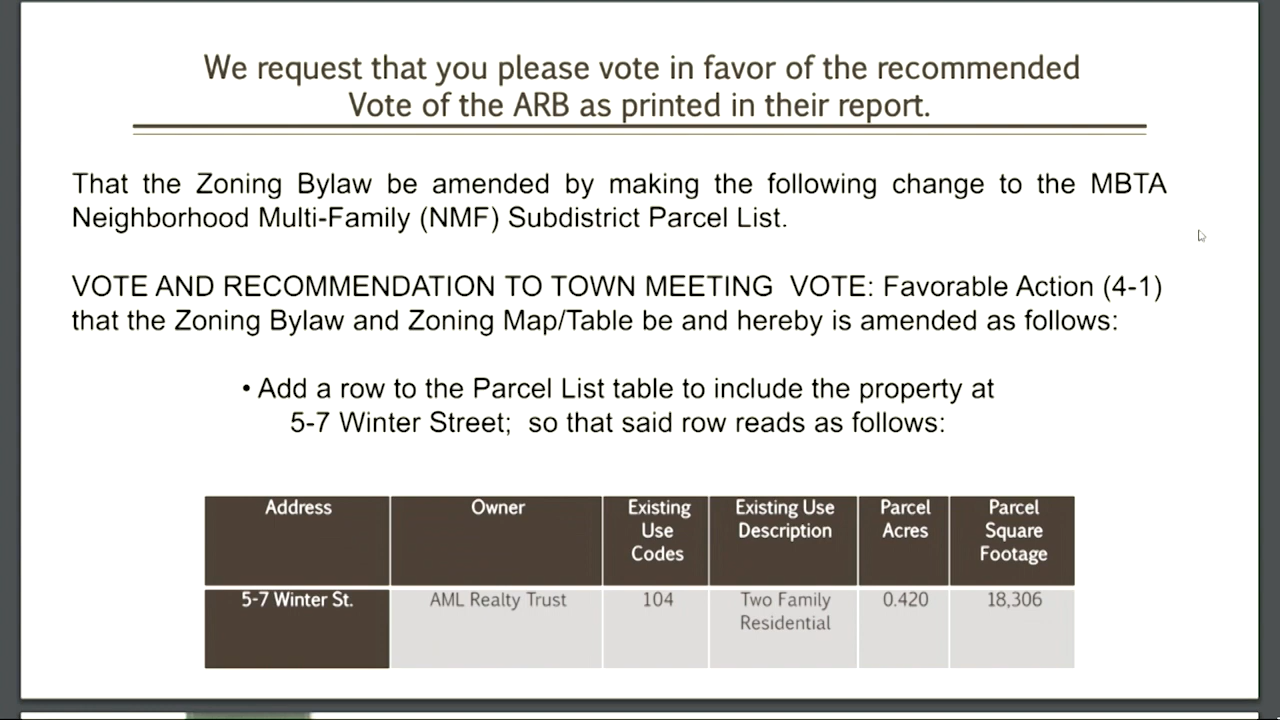 We request that you please vote in favor of the recommended
Vote of the ARB as printed in their report.
That the Zoning Bylaw be amended by making the following change to the MBTA
Neighborhood Multi-Family (NMF) Subdistrict Parcel List.
VOTE AND RECOMMENDATION TO TOWN MEETING  VOTE: Favorable Action (4-1)
that the Zoning Bylaw and Zoning Map/Table be and hereby is amended as follows:
• Add a row to the Parcel List table to include the property at
5-7 Winter Street;  so that said row reads as follows:
Address Owner Existing Existing Use Parcel Parcel
Use Description Acres Square
Codes Footage
5-7 Winter St. AML Realty Trust 104 Two Family 0.420 18,306
Residential